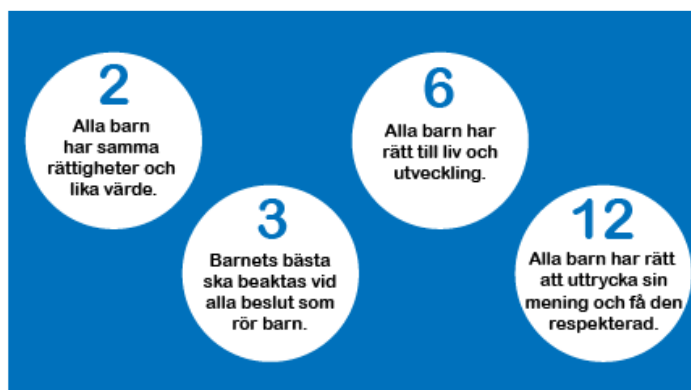 2
Alla barn
har samma
rättigheter och
lika värde.
3
Barnets bästa
ska beaktas vid
alla beslut som
rör barn.
6
Alla barn har
rätt till liv och
utveckling.
12
Alla barn har rätt
att uttrycka sin
mening och få den
respekterad.